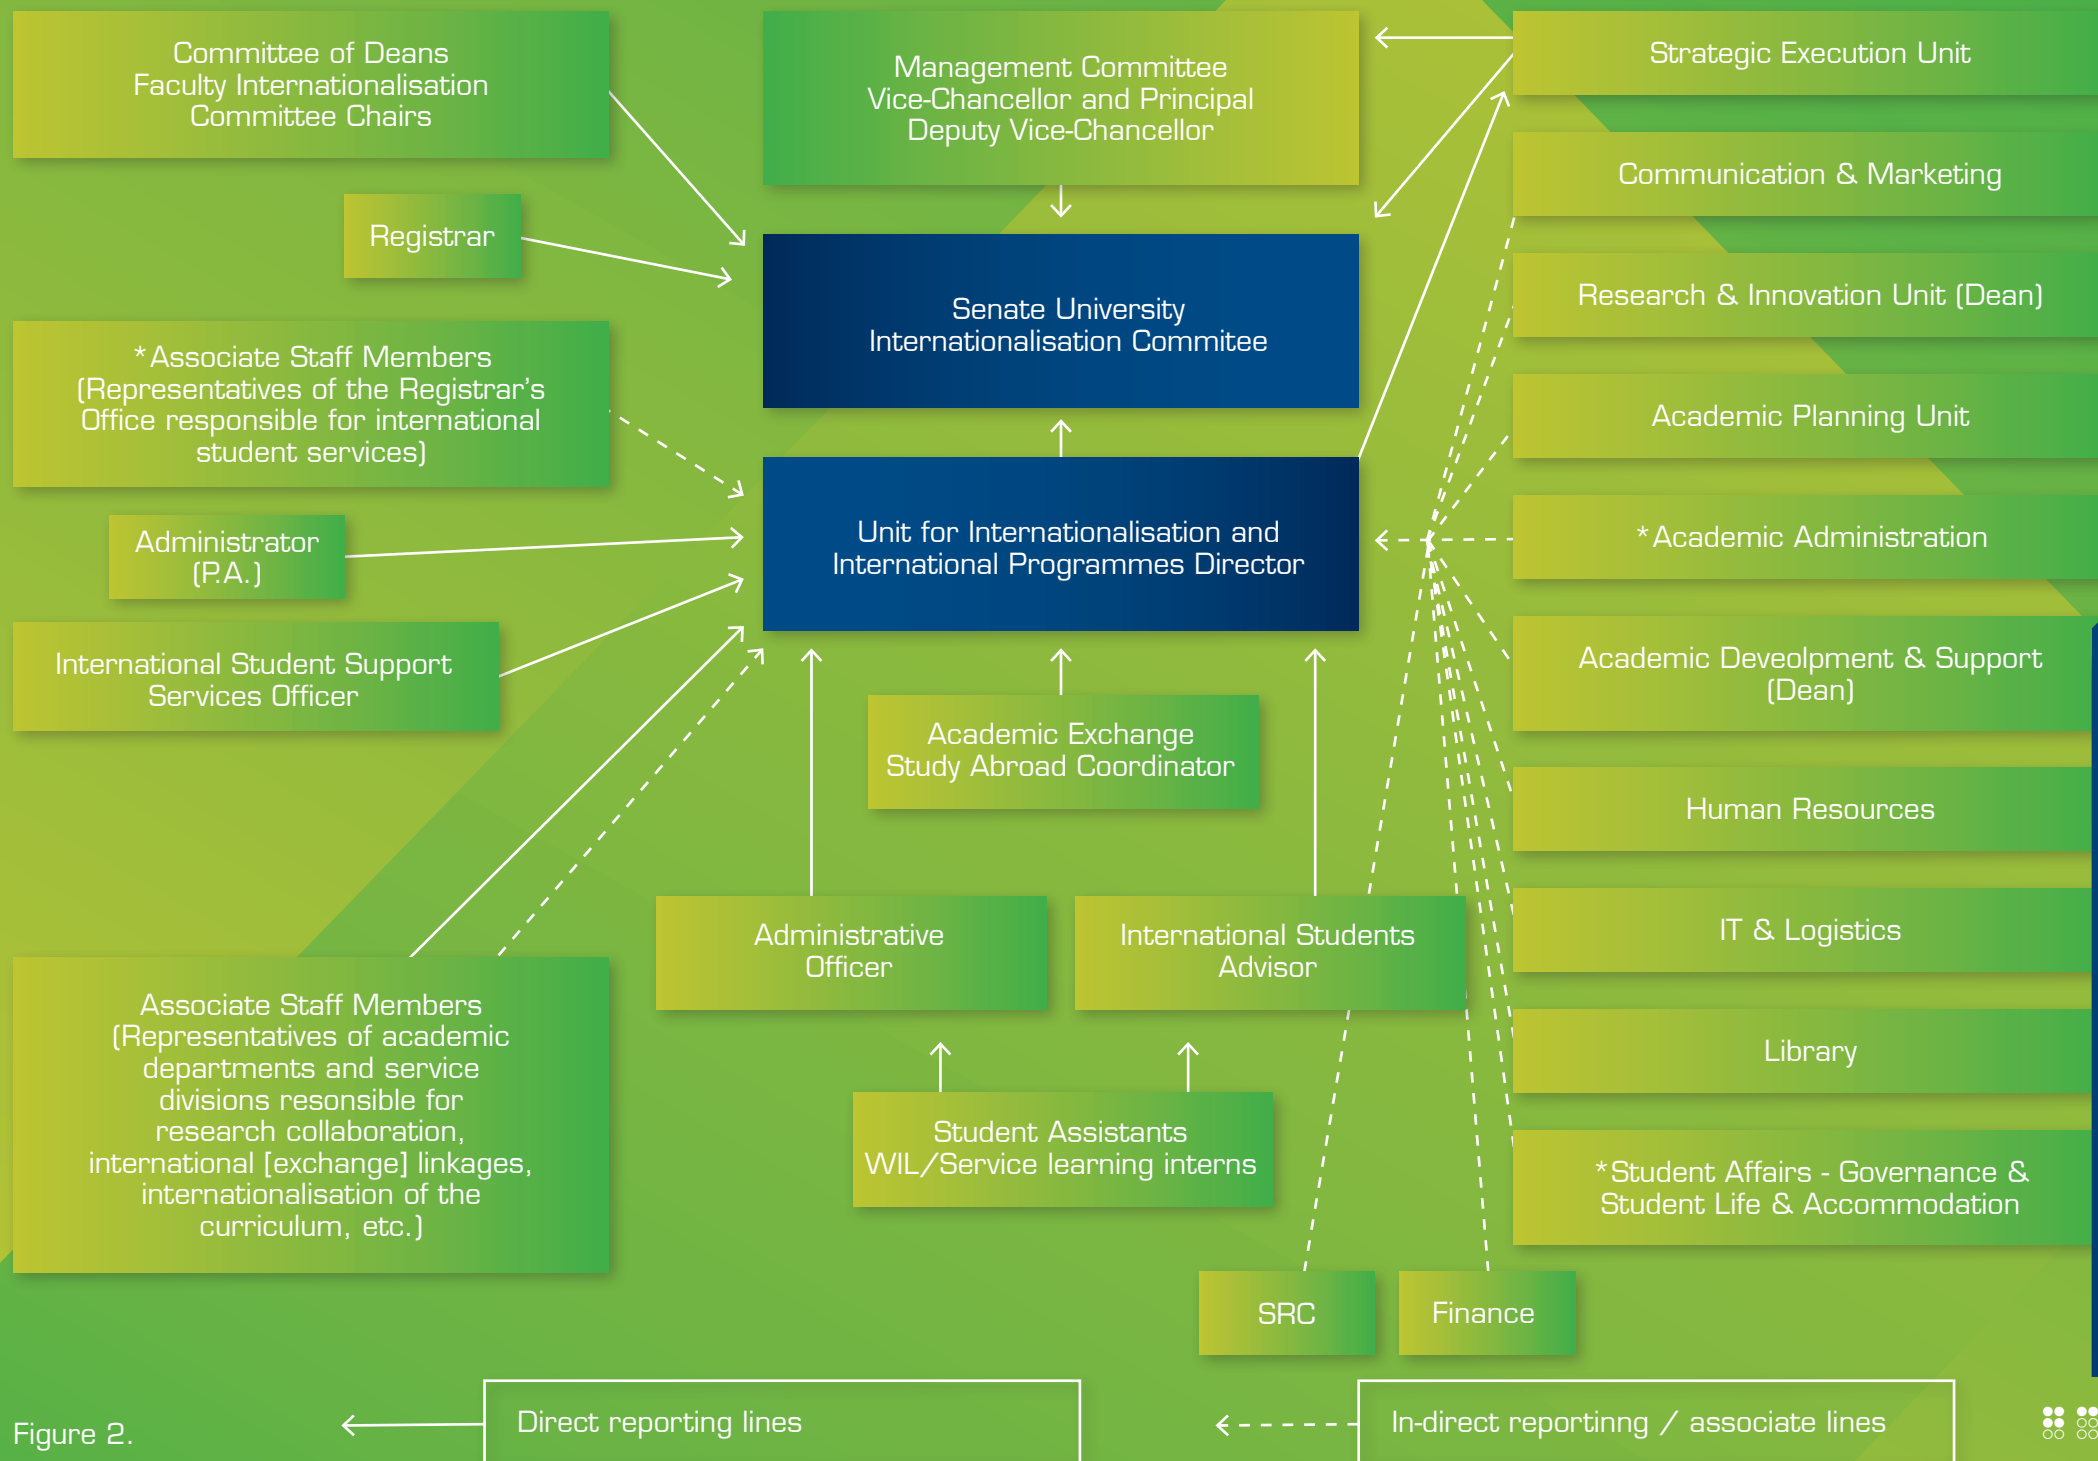 Committee of Deans
Faculty Internationalisation
Committee Chairs
Management Committee
Vice-Chancellor and Principal
Deputy Vice-Chancellor
Strategic Execution Unit
Communication & Marketing
Registrar
Research & Innovation Unit (Dean)
Senate University
Internationalisation Commitee
*Associate Staff Members
(Representatives of the Registrar's
Office responsible for international
student services)
Academic Planning Unit
Unit for Internationalisation and
International Programmes Director
*Academic Administration
Administrator
(P.A.)
International Student Support
Services Officer
Academic Deveolpment & Support
(Dean)
Academic Exchange
Study Abroad Coordinator
Human Resources
Administrative
Officer
International Students
Advisor
IT & Logistics
Associate Staff Members
(Representatives of academic
departments and service
divisions resonsible for
research collaboration,
international [exchange] linkages,
internationalisation of the
curriculum, etc.)
Library
Student Assistants
WIL/Service learning interns
*Student Affairs - Governance &
Student Life & Accommodation
SRC
Finance
Figure 2.
Direct reporting lines
In-direct reportinng / associate lines